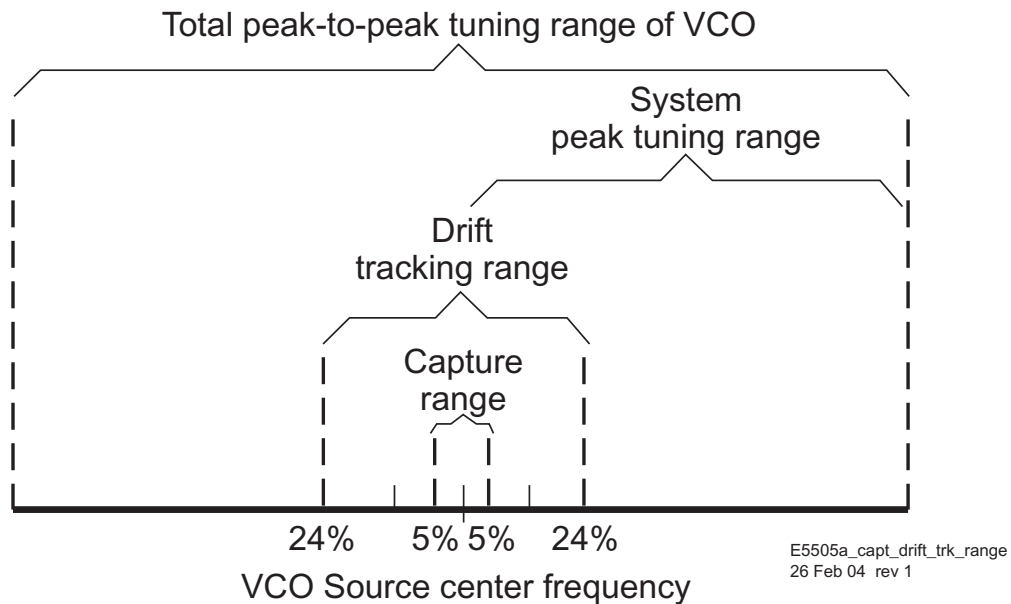 Total peak-to-peak tuning range of VCO
System
peak tuning range
Drift
tracking range
Capture
range
24% 5% 5% 24%
VCO Source center frequency
E5505a_capt_drift_trk_range
26 Feb 04 rev 1